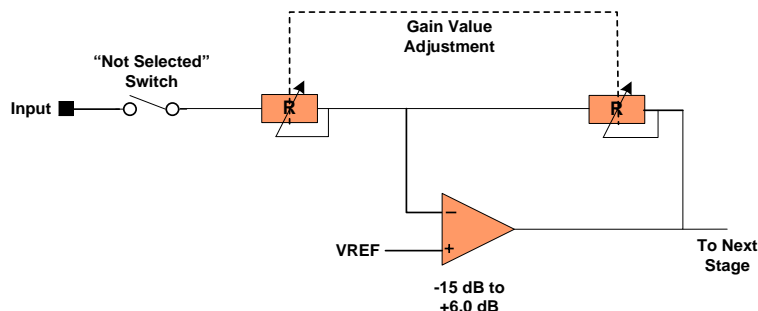 Gain Value
Adjustment
“Not Selected”
Switch
Input
R
R
−
+
VREF
To Next
Stage
-15 dB to
+6.0 dB